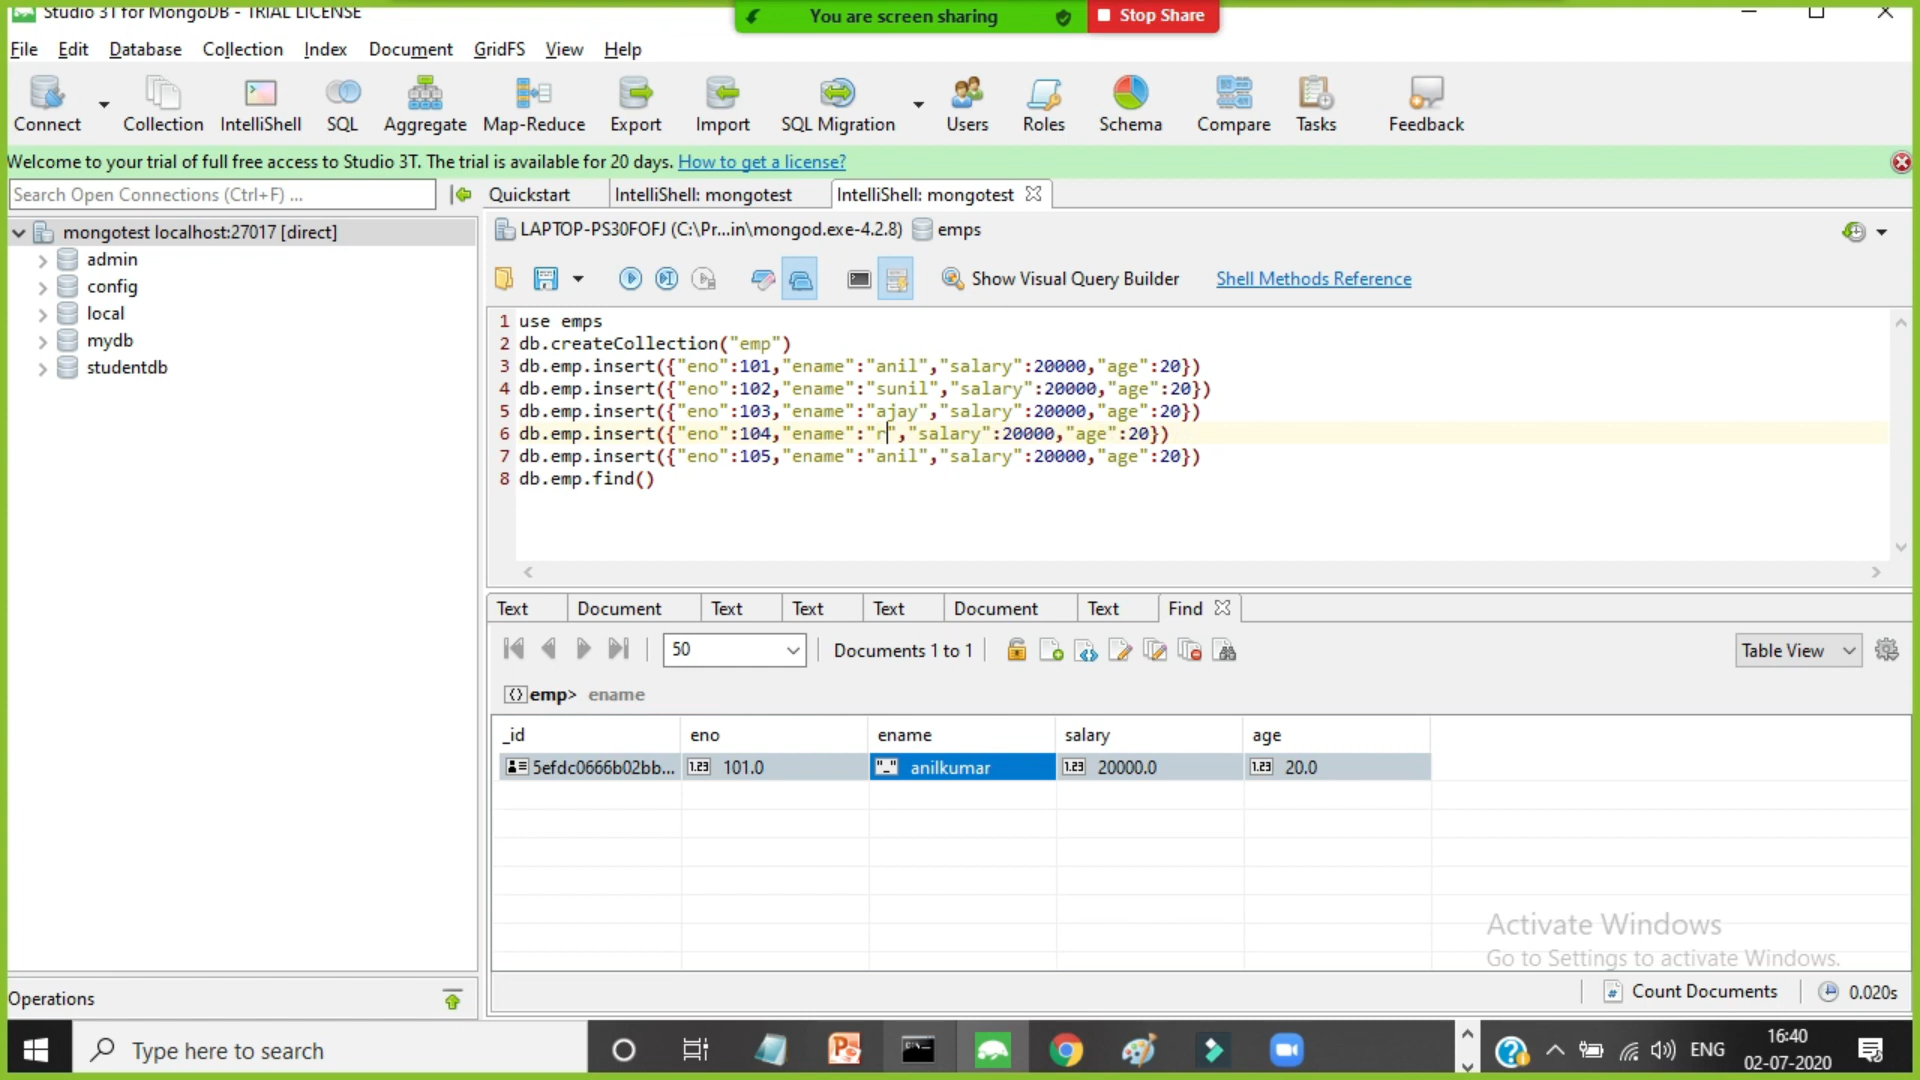 Studio 3T for MongoDB - TRIAL LICENSE
You are screen sharing
Stop Share
File Edit Database Collection Index Document GridFS View Help
Connect Collection IntelliShell SQL Aggregate Map-Reduce Export Import SQL Migration Users Roles Schema Compare Tasks Feedback
Welcome to your trial of full free access to Studio 3T. The trial is available for 20 days. How to get a license?
Search Open Connections (Ctrl+F) ...
Quickstart IntelliShell: mongotest IntelliShell: mongotest
mongotest localhost:27017 [direct]
admin
config
local
mydb
studentdb
LAPTOP-PS30FOFJ (C:\Pr...in\mongod.exe-4.2.8) emps
Show Visual Query Builder Shell Methods Reference
1 use emps
2 db.createCollection("emp")
3 db.emp.insert({"eno":101,"ename":"anil","salary":20000,"age":20})
4 db.emp.insert({"eno":102,"ename":"sunil","salary":20000,"age":20})
5 db.emp.insert({"eno":103,"ename":"ajay","salary":20000,"age":20})
6 db.emp.insert({"eno":104,"ename":"r","salary":20000,"age":20})
7 db.emp.insert({"eno":105,"ename":"anil","salary":20000,"age":20})
8 db.emp.find()
Text Document Text Text Text Document Text Find
50 Documents 1 to 1 Table View
emp> ename
_id eno ename salary age
5efdc0666b02bb... 1.23 101.0 "_" anilkumar 1.23 20000.0 1.23 20.0
Activate Windows
Go to Settings to activate Windows.
Count Documents 0.020s
Operations
Type here to search
ENG
16:40
02-07-2020